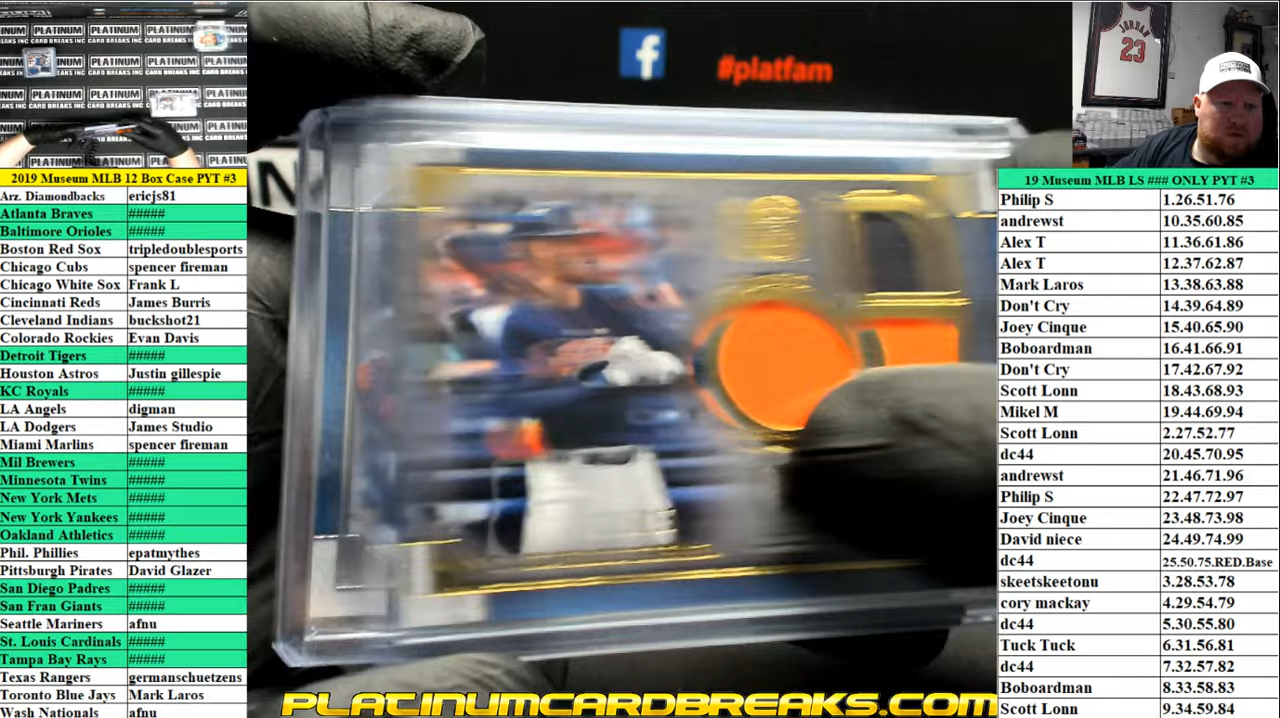 PLATINUM PLATINUM
CARD BREAKS INC CARD BREAKS INC
f
#platfam
JORDAN
23
2019 Museum MLB 12 Box Case PYT #3
Arz. Diamondbacks ericjs81
Atlanta Braves #####
Baltimore Orioles #####
Boston Red Sox tripledoublesports
Chicago Cubs spencer fireman
Chicago White Sox Frank L
Cincinnati Reds James Burris
Cleveland Indians buckshot21
Colorado Rockies Evan Davis
Detroit Tigers #####
Houston Astros Justin gillespie
KC Royals #####
LA Angels digman
LA Dodgers James Studio
Miami Marlins spencer fireman
Mil Brewers #####
Minnesota Twins #####
New York Mets #####
New York Yankees #####
Oakland Athletics #####
Phil. Phillies epatmythes
Pittsburgh Pirates David Glazer
San Diego Padres #####
San Fran Giants #####
Seattle Mariners afnu
St. Louis Cardinals #####
Tampa Bay Rays #####
Texas Rangers germanschuetzens
Toronto Blue Jays Mark Laros
Wash Nationals afnu
PLATINUMCARDBREAKS.COM
19 Museum MLB LS ### ONLY PYT #3
Philip S 1.26.51.76
andrewst 10.35.60.85
Alex T 11.36.61.86
Alex T 12.37.62.87
Mark Laros 13.38.63.88
Don't Cry 14.39.64.89
Joey Cinque 15.40.65.90
Boboardman 16.41.66.91
Don't Cry 17.42.67.92
Scott Lonn 18.43.68.93
Mikel M 19.44.69.94
Scott Lonn 2.27.52.77
dc44 20.45.70.95
andrewst 21.46.71.96
Philip S 22.47.72.97
Joey Cinque 23.48.73.98
David niece 24.49.74.99
dc44 25.50.75.RED.Base
skeetskeetonu 3.28.53.78
cory mackay 4.29.54.79
dc44 5.30.55.80
Tuck Tuck 6.31.56.81
dc44 7.32.57.82
Boboardman 8.33.58.83
Scott Lonn 9.34.59.84